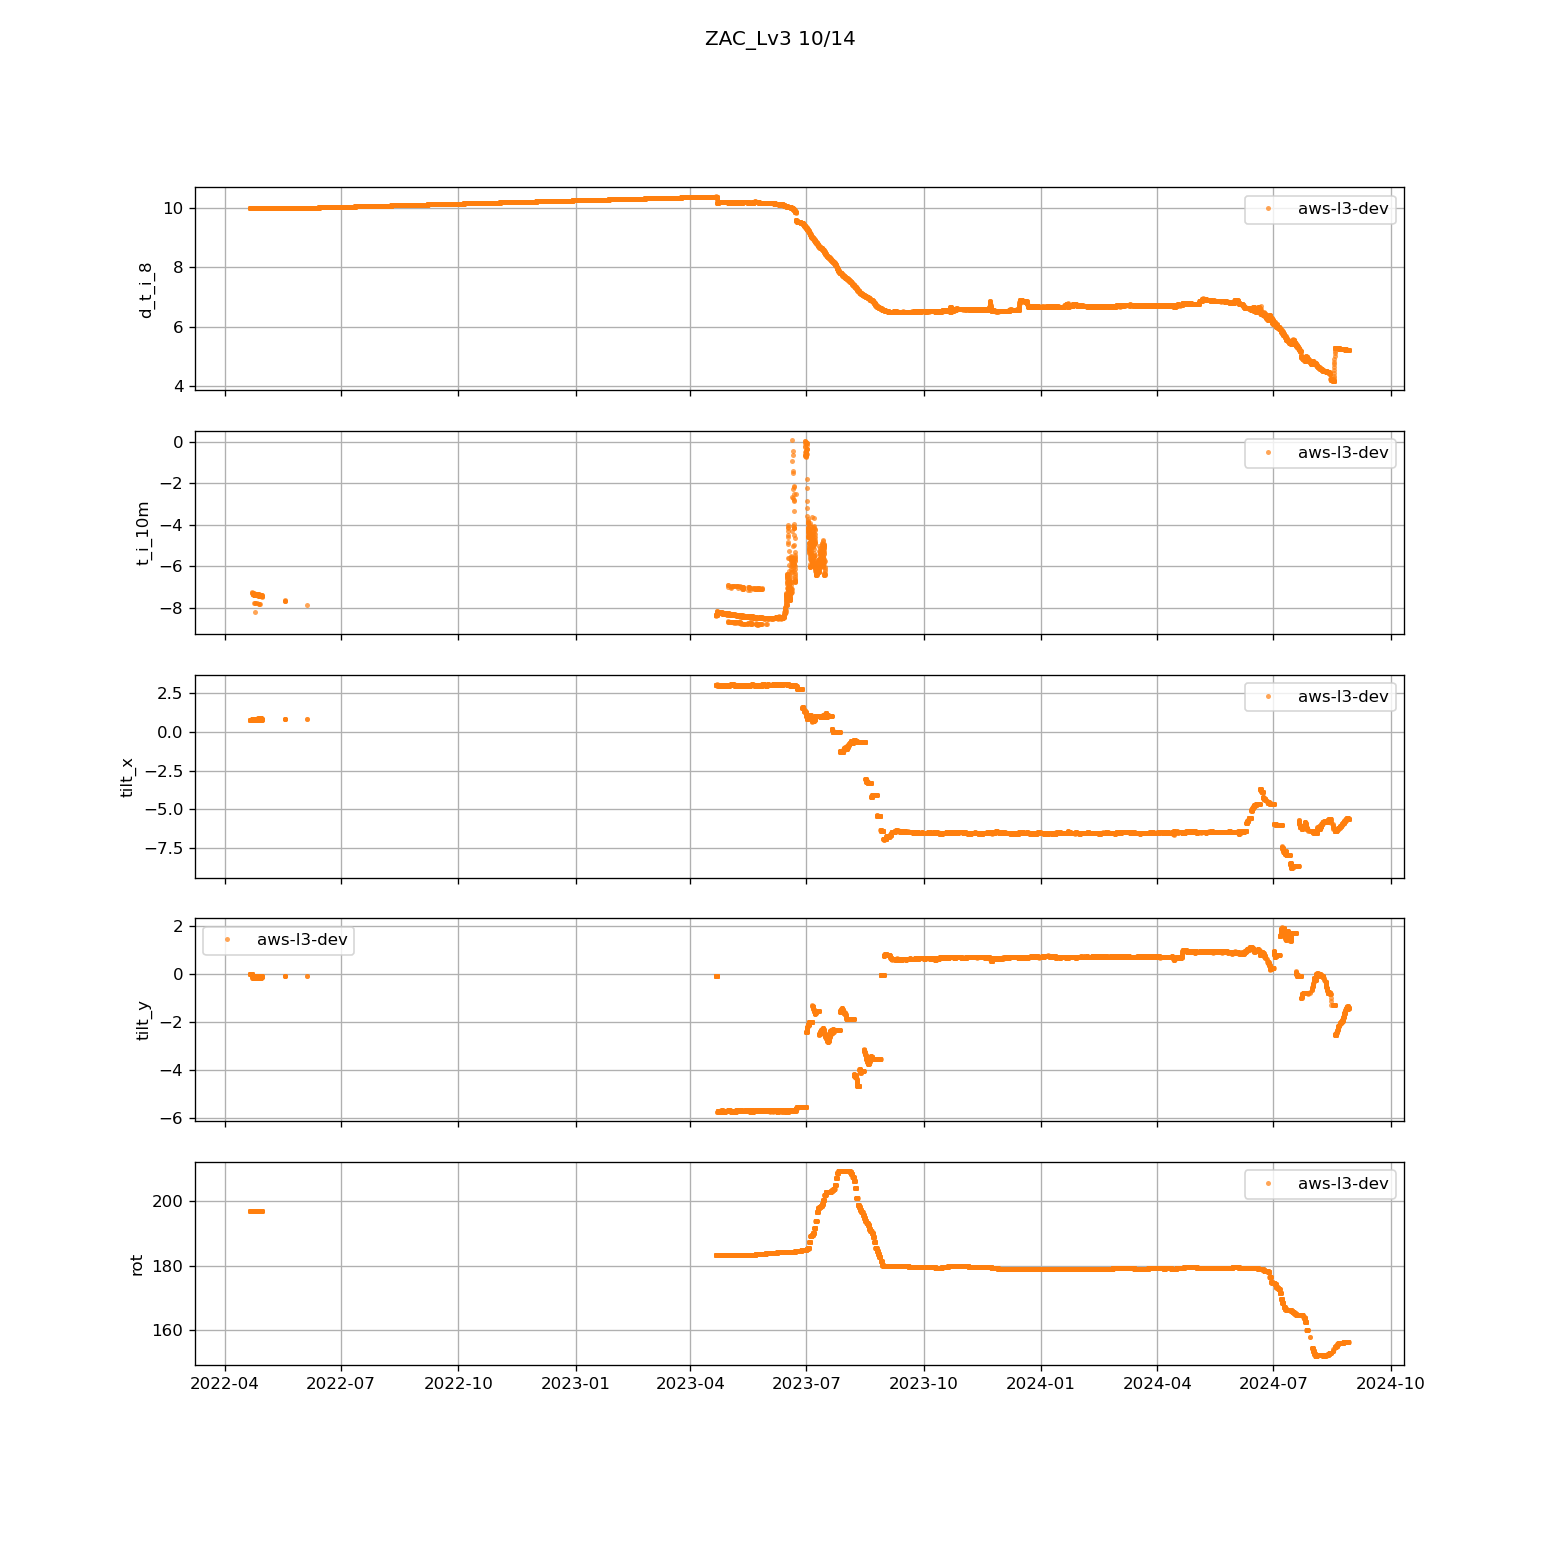 ZAC_Lv3 10/14
10
8
6
4
d_t_i_8
aws-l3-dev
0
−2
−4
−6
−8
t_i_10m
aws-l3-dev
2.5
0.0
−2.5
−5.0
−7.5
tilt_x
aws-l3-dev
2
0
−2
−4
−6
tilt_y
aws-l3-dev
200
180
160
rot
aws-l3-dev
2022-04 2022-07 2022-10 2023-01 2023-04 2023-07 2023-10 2024-01 2024-04 2024-07 2024-10